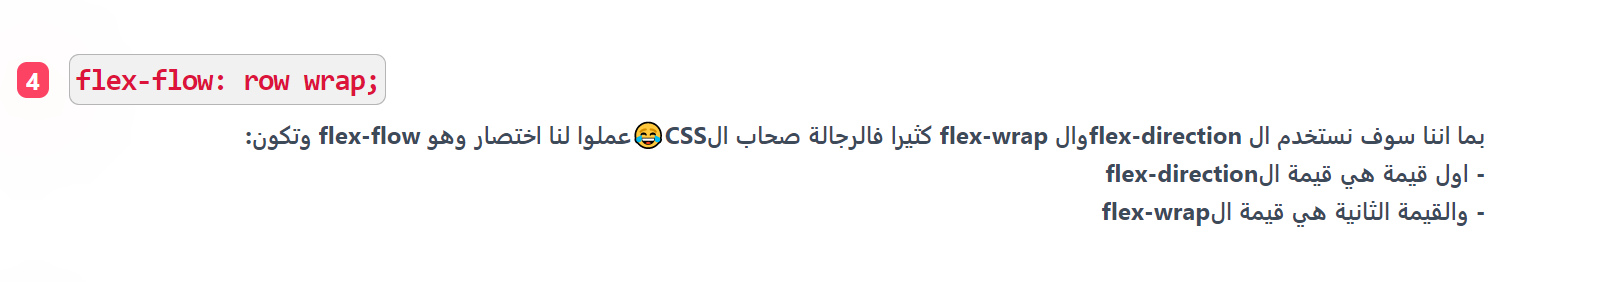 4
flex-flow: row wrap;
بما اننا سوف نستخدم ال flex-directionوال flex-wrap كثيرا فالرجالة صحاب الCSS😂عملوا لنا اختصار وهو flex-flow وتكون:
- اول قيمة هي قيمة الflex-direction
- والقيمة الثانية هي قيمة الflex-wrap